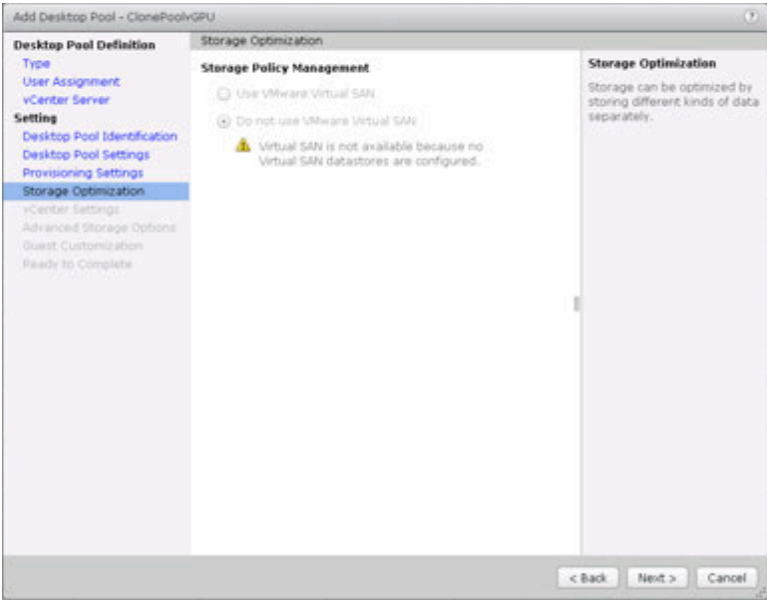 Add Desktop Pool - ClonePoolvGPU
?
Desktop Pool Definition
Type
User Assignment
vCenter Server
Setting
Desktop Pool Identification
Desktop Pool Settings
Provisioning Settings
Storage Optimization
vCenter Settings
Advanced Storage Options
Guest Customization
Ready to Complete
Storage Optimization
Storage Policy Management
Use VMware Virtual SAN
Do not use VMware Virtual SAN
Virtual SAN is not available because no
Virtual SAN datastores are configured.
Storage Optimization
Storage can be optimized by
storing different kinds of data
separately.
< Back
Next >
Cancel